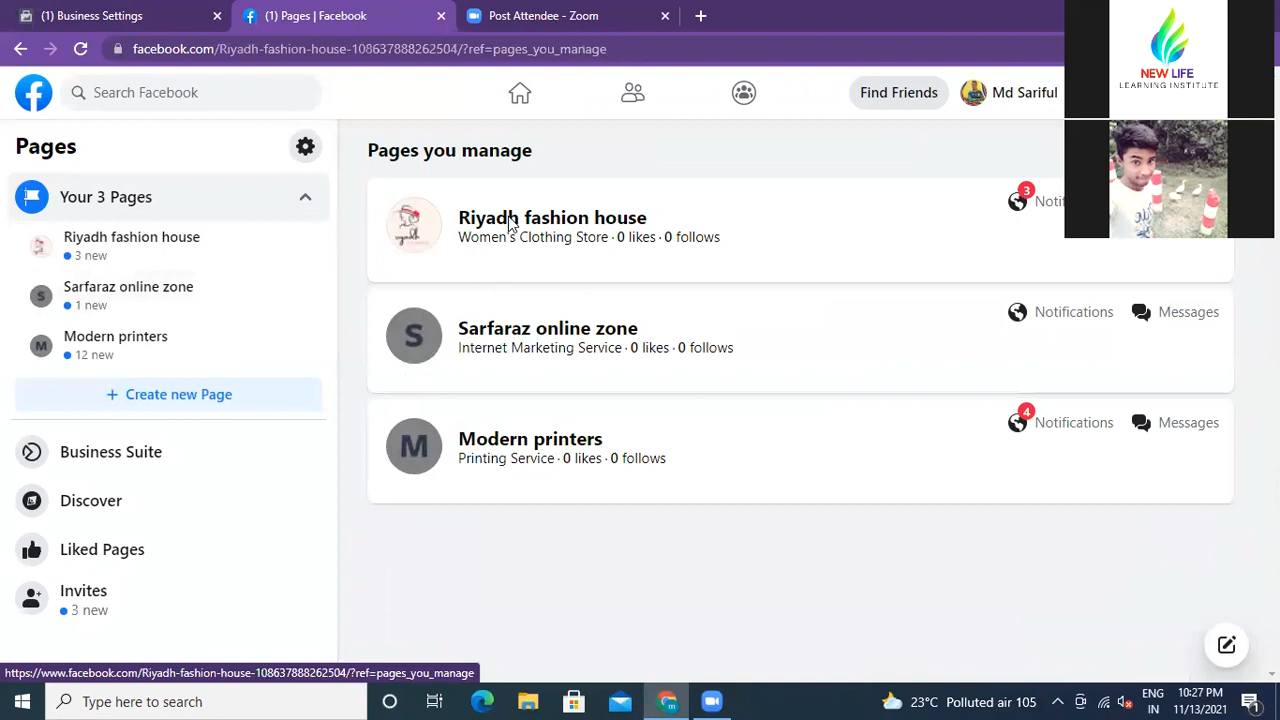 (1) Business Settings
(1) Pages | Facebook
Post Attendee - Zoom
facebook.com/Riyadh-fashion-house-108637888262504/?ref=pages_you_manage
Search Facebook
Find Friends
Md Sariful
NEW LIFE
LEARNING INSTITUTE
Pages
Your 3 Pages
Riyadh fashion house
3 new
Sarfaraz online zone
1 new
Modern printers
12 new
+ Create new Page
Business Suite
Discover
Liked Pages
Invites
3 new
Pages you manage
Riyadh fashion house
Women's Clothing Store · 0 likes · 0 follows
3
Noti
Sarfaraz online zone
Internet Marketing Service · 0 likes · 0 follows
Notifications
Messages
S
Modern printers
Printing Service · 0 likes · 0 follows
4
Notifications
Messages
M
https://www.facebook.com/Riyadh-fashion-house-108637888262504/?ref=pages_you_manage
Type here to search
23°C Polluted air 105
ENG
IN
10:27 PM
11/13/2021
1